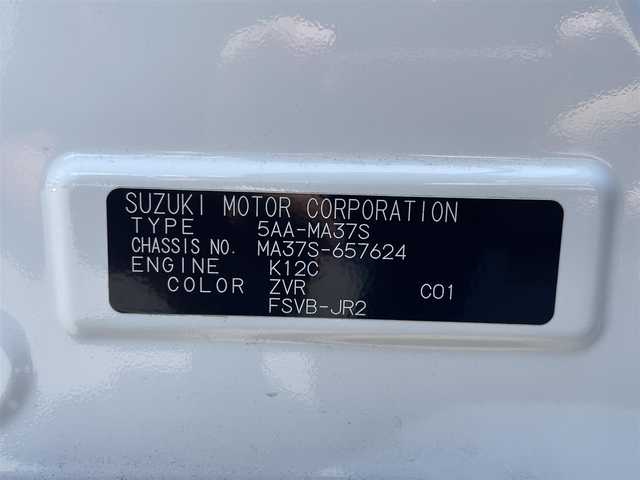 SUZUKI MOTOR CORPORATION
TYPE 5AA-MA37S
CHASSIS NO. MA37S-657624
ENGINE K12C
COLOR ZVR C01
FSVB-JR2